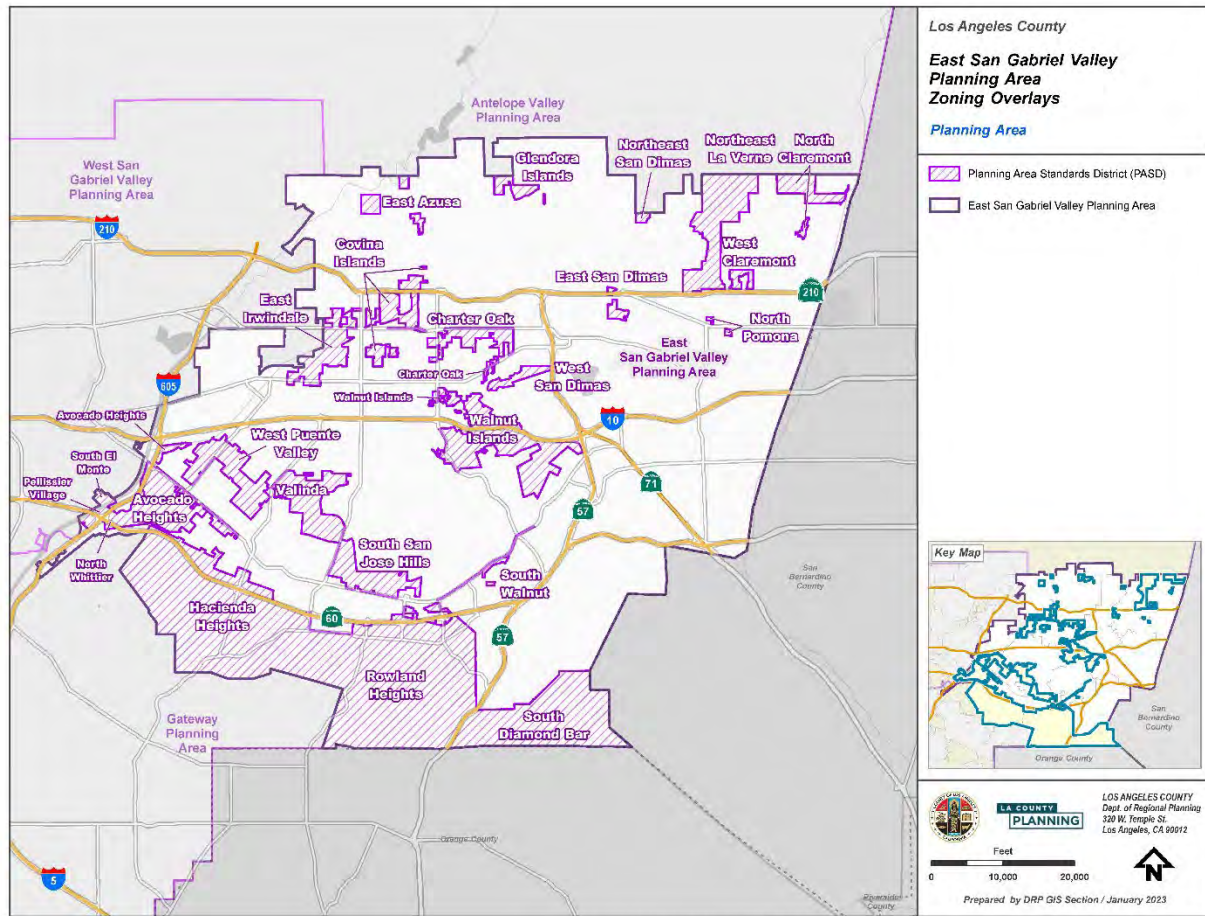 Los Angeles County
East San Gabriel Valley
Planning Area
Zoning Overlays
Planning Area
Planning Area Standards District (PASD)
East San Gabriel Valley Planning Area
Antelope Valley
Planning Area
West San
Gabriel Valley
Planning Area
Glendora
Islands
Northeast
San Dimas
Northeast
La Verne
North
Claremont
East Azusa
210
Covina
Islands
West
Claremont
East San Dimas
210
East
Irwindale
Charter Oak
North
Pomona
East
San Gabriel Valley
Planning Area
Charter Oak
West
San Dimas
605
Walnut Islands
Avocado Heights
Walnut
Islands
10
West Puente
Valley
South El
Monte
Pellissier
Village
Valinda
71
57
Avocado
Heights
North
Whittier
South San
Jose Hills
South
Walnut
San
Bernardino
County
Hacienda
Heights
60
57
Rowland
Heights
South
Diamond Bar
Gateway
Planning
Area
Orange County
5
Riverside
County
Key Map
San
Bernardino
County
Orange County
LA COUNTY
PLANNING
LOS ANGELES COUNTY
Dept. of Regional Planning
320 W. Temple St.
Los Angeles, CA 90012
Feet
0 10,000 20,000
N
Prepared by DRP GIS Section / January 2023